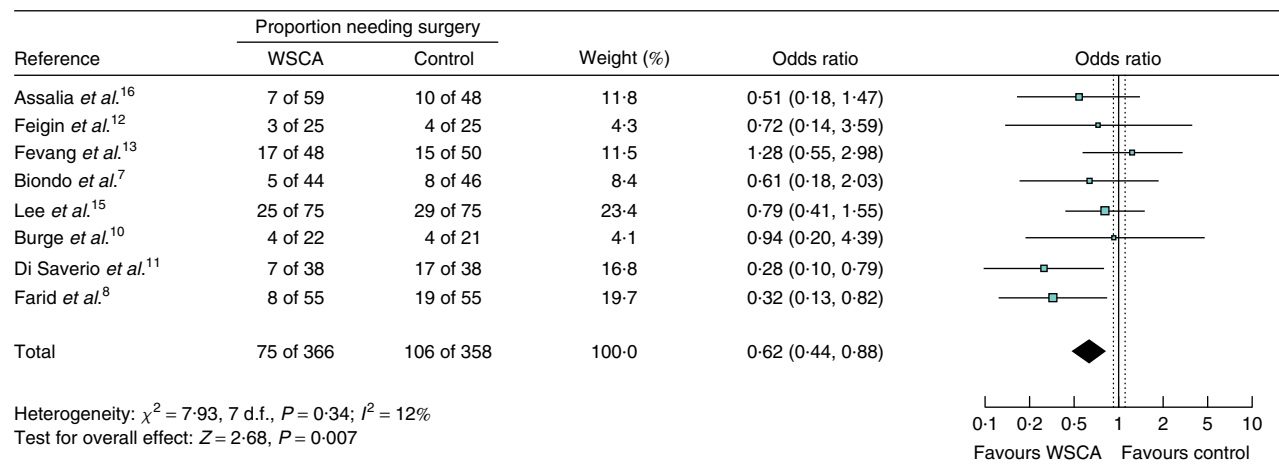 Proportion needing surgery
Reference WSCA Control Weight (%) Odds ratio Odds ratio
Assalia et al.16 7 of 59 10 of 48 11·8 0·51 (0·18, 1·47)
Feigin et al.12 3 of 25 4 of 25 4·3 0·72 (0·14, 3·59)
Fevang et al.13 17 of 48 15 of 50 11·5 1·28 (0·55, 2·98)
Biondo et al.7 5 of 44 8 of 46 8·4 0·61 (0·18, 2·03)
Lee et al.15 25 of 75 29 of 75 23·4 0·79 (0·41, 1·55)
Burge et al.10 4 of 22 4 of 21 4·1 0·94 (0·20, 4·39)
Di Saverio et al.11 7 of 38 17 of 38 16·8 0·28 (0·10, 0·79)
Farid et al.8 8 of 55 19 of 55 19·7 0·32 (0·13, 0·82)
Total 75 of 366 106 of 358 100·0 0·62 (0·44, 0·88)
Heterogeneity: χ2 = 7·93, 7 d.f., P = 0·34; I2 = 12%
Test for overall effect: Z = 2·68, P = 0·007
0·1 0·2 0·5 1 2 5 10
Favours WSCA Favours control